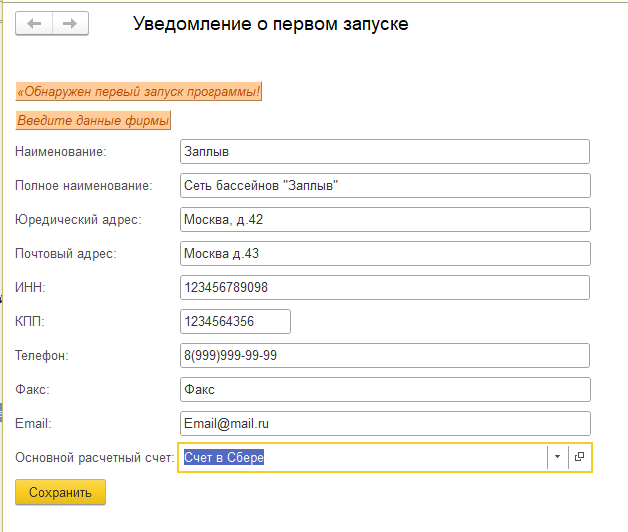 Уведомление о первом запуске
«Обнаружен первый запуск программы!
Введите данные фирмы
Наименование: Заплыв
Полное наименование: Сеть бассейнов "Заплыв"
Юридический адрес: Москва, д.42
Почтовый адрес: Москва д.43
ИНН: 123456789098
КПП: 1234564356
Телефон: 8(999)999-99-99
Факс: Факс
Email: Email@mail.ru
Основной расчетный счет: Счет в Сбере
Сохранить